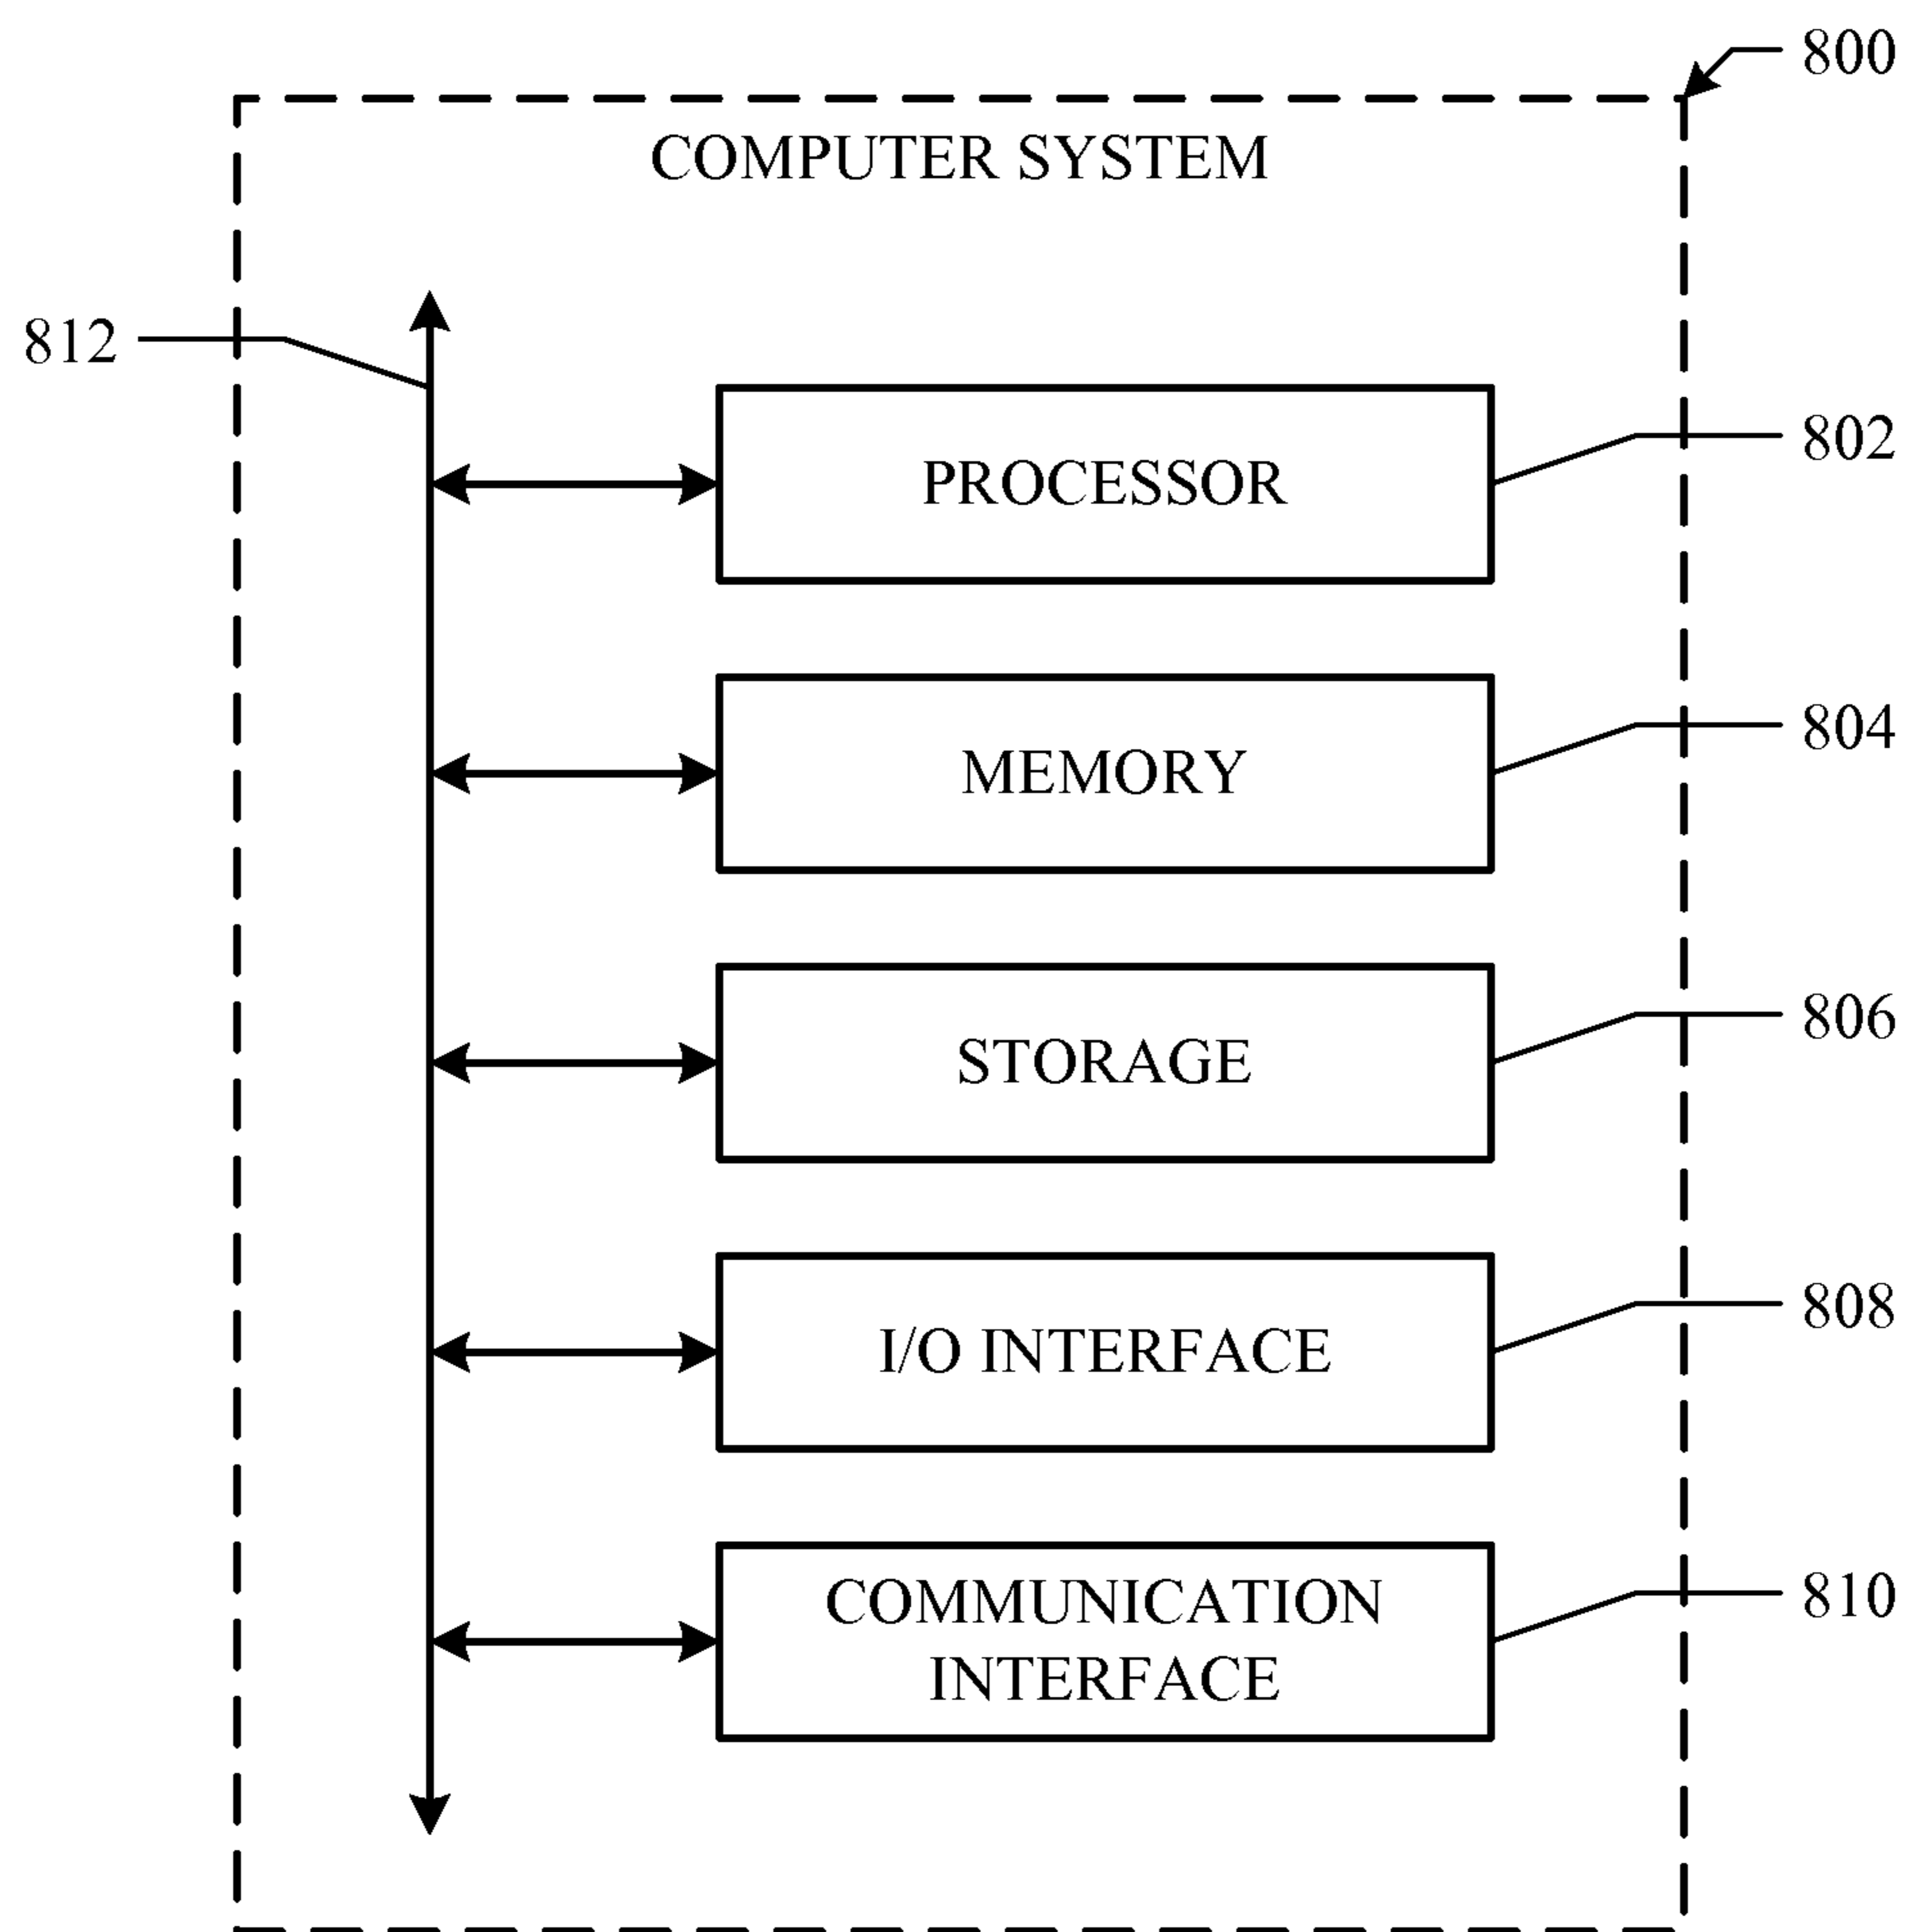 800
COMPUTER SYSTEM
812
802
PROCESSOR
804
MEMORY
806
STORAGE
808
I/O INTERFACE
810
COMMUNICATION
INTERFACE